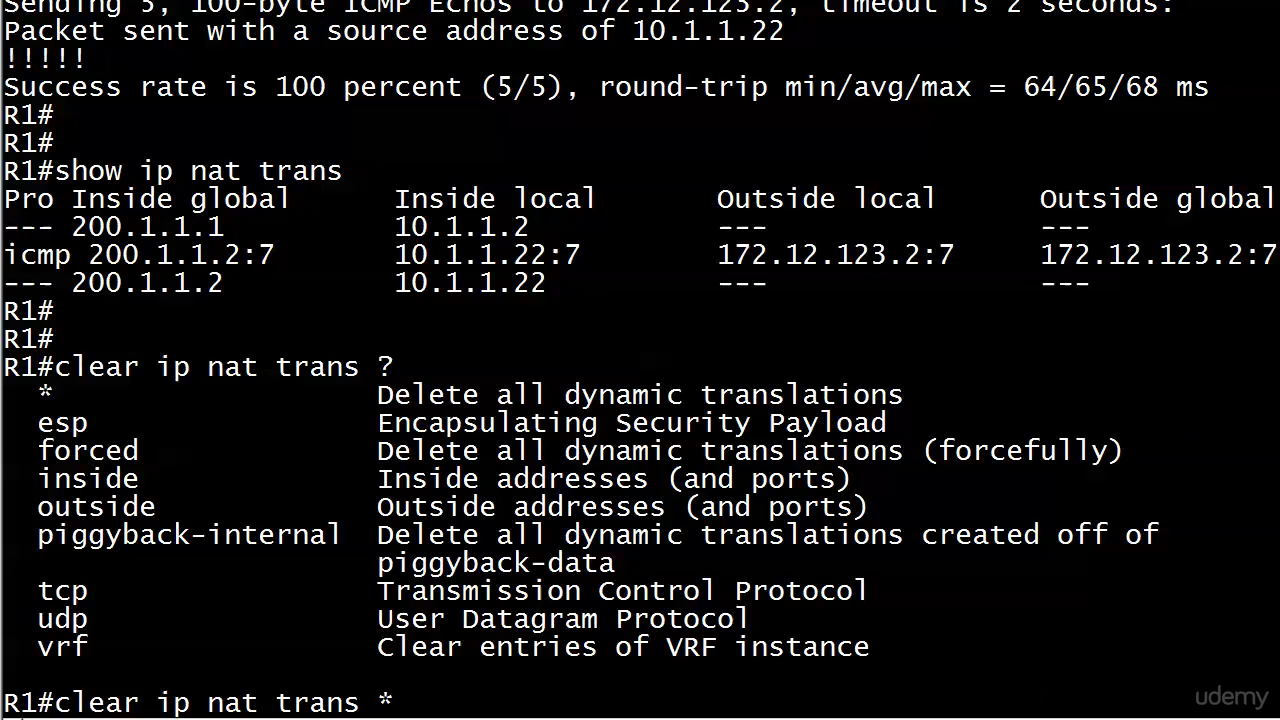 Sending 5, 100-byte ICMP Echos to 172.12.123.2, timeout is 2 seconds:
Packet sent with a source address of 10.1.1.22
!!!!!
Success rate is 100 percent (5/5), round-trip min/avg/max = 64/65/68 ms
R1#
R1#
R1#show ip nat trans
Pro Inside global      Inside local       Outside local      Outside global
--- 200.1.1.1          10.1.1.2           ---                ---
icmp 200.1.1.2:7       10.1.1.22:7        172.12.123.2:7     172.12.123.2:7
--- 200.1.1.2          10.1.1.22          ---                ---
R1#
R1#
R1#clear ip nat trans ?
  *                   Delete all dynamic translations
  esp                 Encapsulating Security Payload
  forced              Delete all dynamic translations (forcefully)
  inside              Inside addresses (and ports)
  outside             Outside addresses (and ports)
  piggyback-internal  Delete all dynamic translations created off of
                      piggyback-data
  tcp                 Transmission Control Protocol
  udp                 User Datagram Protocol
  vrf                 Clear entries of VRF instance
R1#clear ip nat trans *
udemy